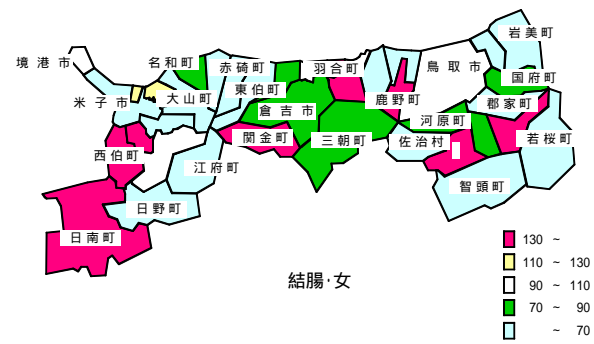 岩美町
境港市
名和町
赤碕町
羽合町
鳥取市
国府町
米子市
大山町
東伯町
鹿野町
郡家町
倉吉市
河原町
関金町
三朝町
佐治村
若桜町
西伯町
江府町
智頭町
日野町
日南町
結腸・女
130 ~
110 ~ 130
90 ~ 110
70 ~ 90
~ 70